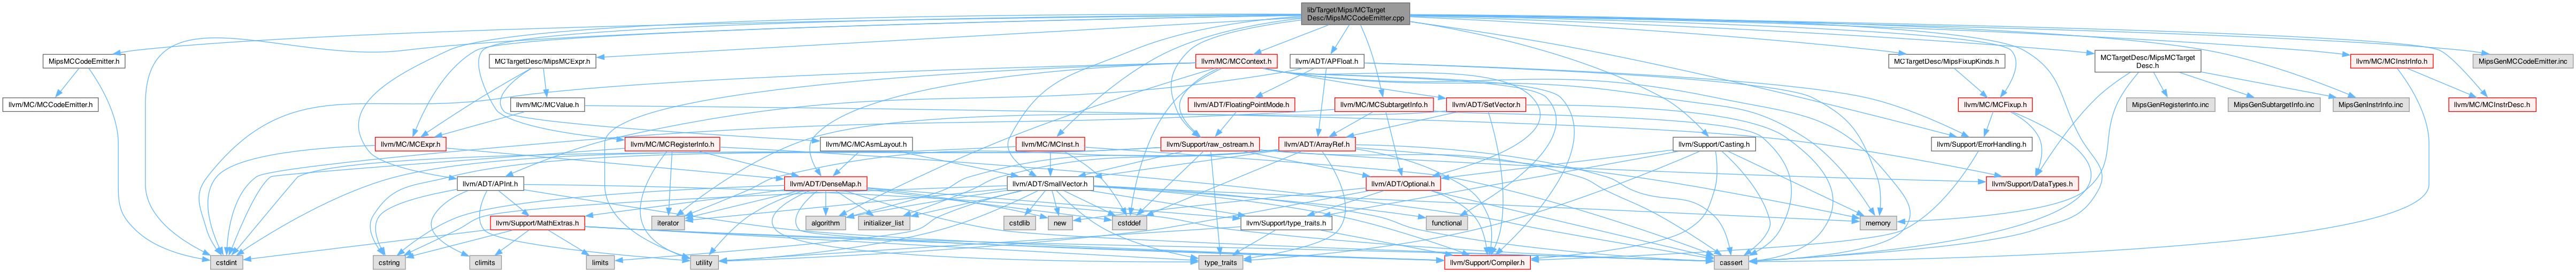 lib/Target/Mips/MCTarget
Desc/MipsMCCodeEmitter.cpp
MipsMCCodeEmitter.h
MCTargetDesc/MipsMCExpr.h
llvm/MC/MCContext.h
llvm/ADT/APFloat.h
MCTargetDesc/MipsFixupKinds.h
MCTargetDesc/MipsMCTarget
Desc.h
llvm/MC/MCInstrInfo.h
MipsGenMCCodeEmitter.inc
llvm/MC/MCCodeEmitter.h
llvm/MC/MCValue.h
llvm/ADT/FloatingPointMode.h
llvm/MC/MCSubtargetInfo.h
llvm/ADT/SetVector.h
llvm/MC/MCFixup.h
MipsGenRegisterInfo.inc
MipsGenSubtargetInfo.inc
MipsGenInstrInfo.inc
llvm/MC/MCInstrDesc.h
llvm/MC/MCExpr.h
llvm/MC/MCRegisterInfo.h
llvm/MC/MCAsmLayout.h
llvm/MC/MCInst.h
llvm/Support/raw_ostream.h
llvm/ADT/ArrayRef.h
llvm/Support/Casting.h
llvm/Support/ErrorHandling.h
llvm/ADT/APInt.h
llvm/ADT/DenseMap.h
llvm/ADT/SmallVector.h
llvm/ADT/Optional.h
llvm/Support/DataTypes.h
llvm/Support/MathExtras.h
iterator
algorithm
initializer_list
cstdlib
new
cstddef
llvm/Support/type_traits.h
functional
memory
cstdint
cstring
climits
limits
utility
type_traits
llvm/Support/Compiler.h
cassert